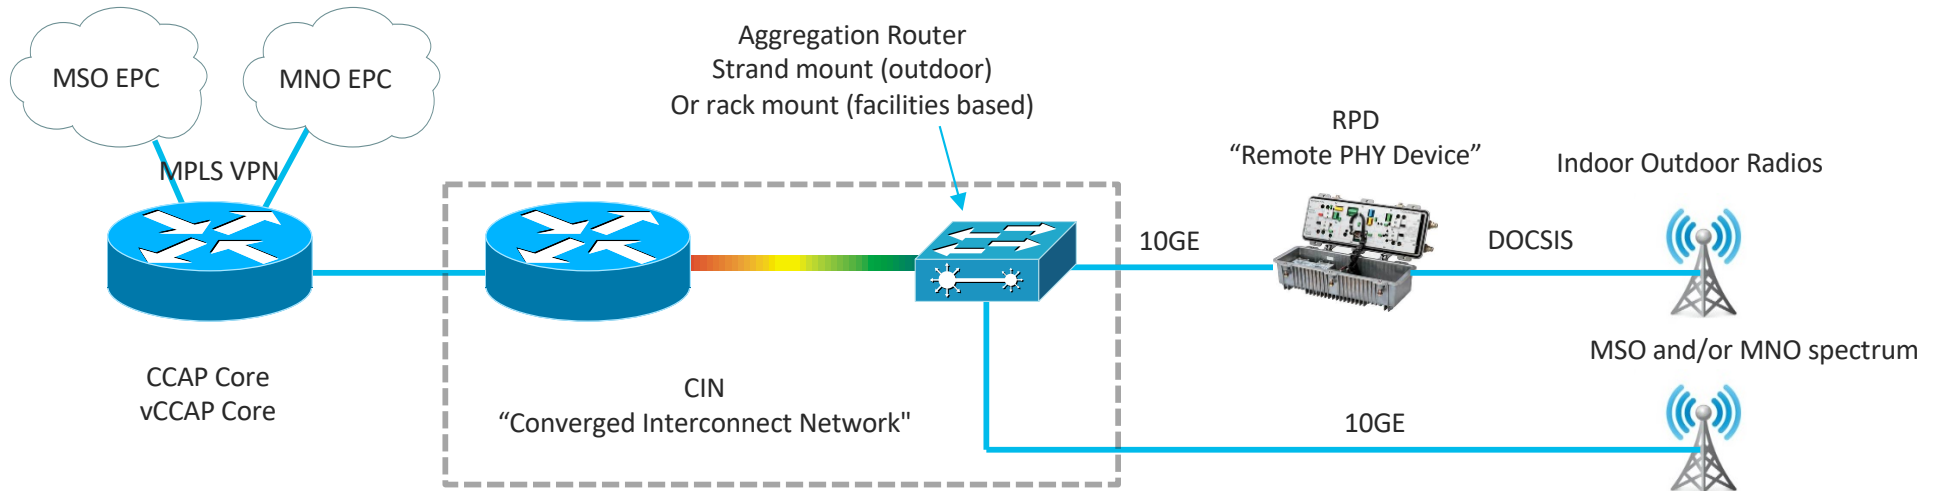 MSO EPC
MNO EPC
MPLS VPN
CCAP Core
vCCAP Core
Aggregation Router
Strand mount (outdoor)
Or rack mount (facilities based)
CIN
“Converged Interconnect Network"
10GE
RPD
“Remote PHY Device”
DOCSIS
Indoor Outdoor Radios
MSO and/or MNO spectrum
10GE